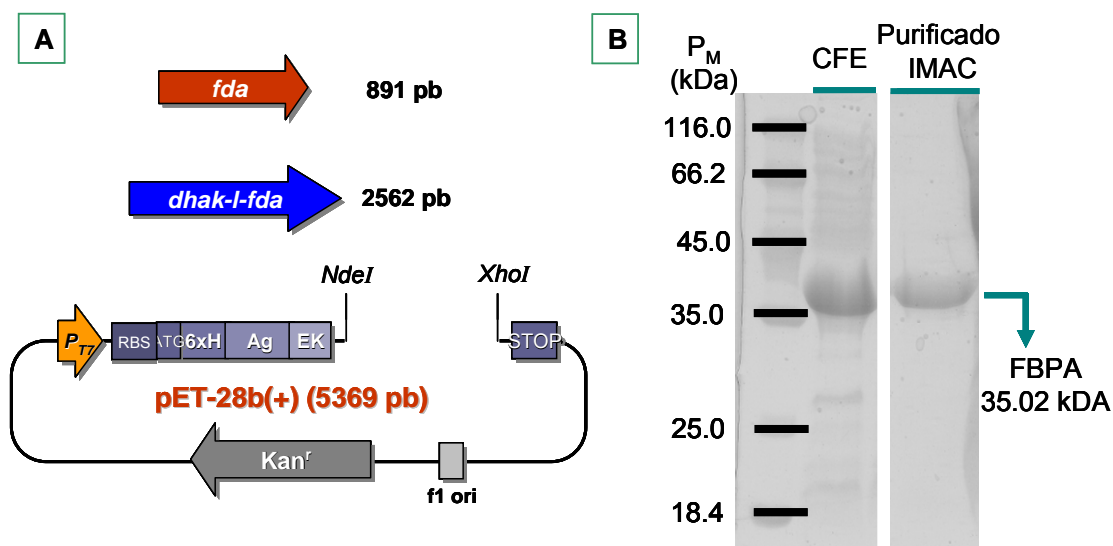 A
fda
891 pb
dhak-l-fda
2562 pb
NdeI
XhoI
PT7
RBS
ATG
6xH
Ag
EK
STOP
pET-28b(+) (5369 pb)
Kanr
f1 ori
B
PM
(kDa)
CFE
Purificado
IMAC
116.0
66.2
45.0
35.0
25.0
18.4
FBPA
35.02 kDA